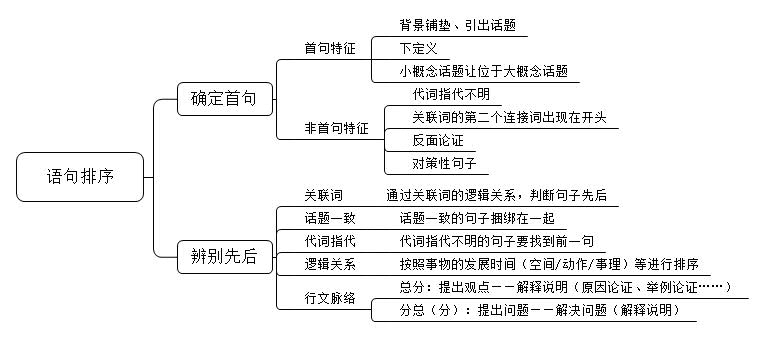 语句排序
确定首句
首句特征
背景铺垫、引出话题
下定义
小概念话题让位于大概念话题
非首句特征
代词指代不明
关联词的第二个连接词出现在开头
反面论证
对策性句子
辨别先后
关联词
通过关联词的逻辑关系，判断句子先后
话题一致
话题一致的句子捆绑在一起
代词指代
代词指代不明的句子要找到前一句
逻辑关系
按照事物的发展时间（空间/动作/事理）等进行排序
行文脉络
总分：提出观点——解释说明（原因论证、举例论证……）
分总（分）：提出问题——解决问题（解释说明）